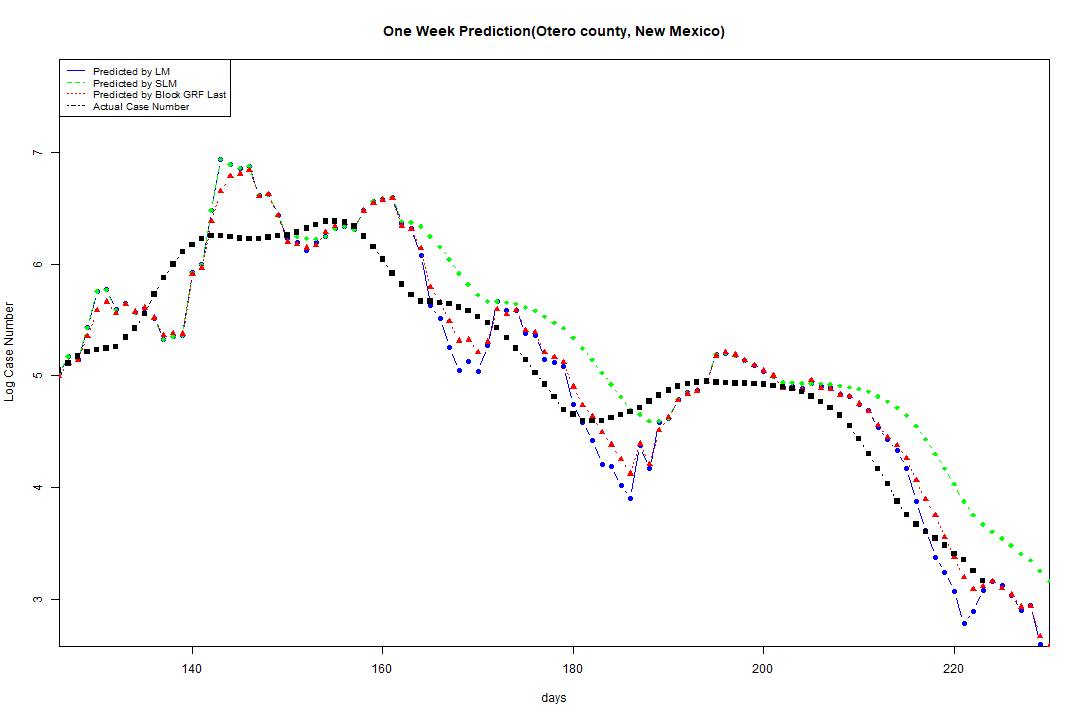 One Week Prediction(Otero county, New Mexico)
Predicted by LM
Predicted by SLM
Predicted by Block GRF Last
Actual Case Number
7
6
5
4
3
Log Case Number
140 160 180 200 220
days